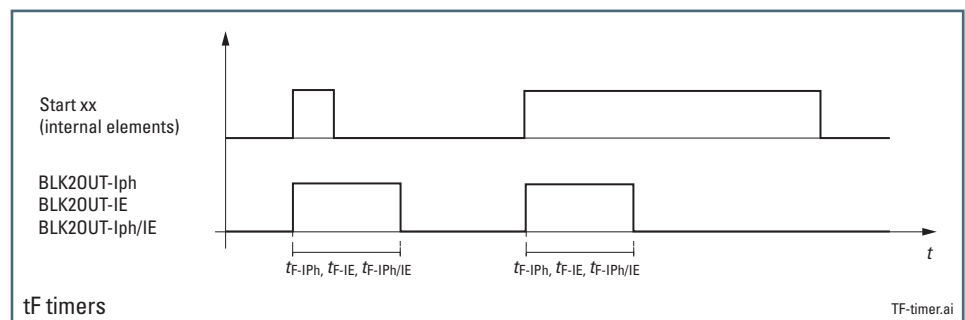 Start xx
(internal elements)
BLK2OUT-Iph
BLK2OUT-IE
BLK2OUT-Iph/IE
t
tF-IPh, tF-IE, tF-IPh/IE
tF-IPh, tF-IE, tF-IPh/IE
tF timers
TF-timer.ai